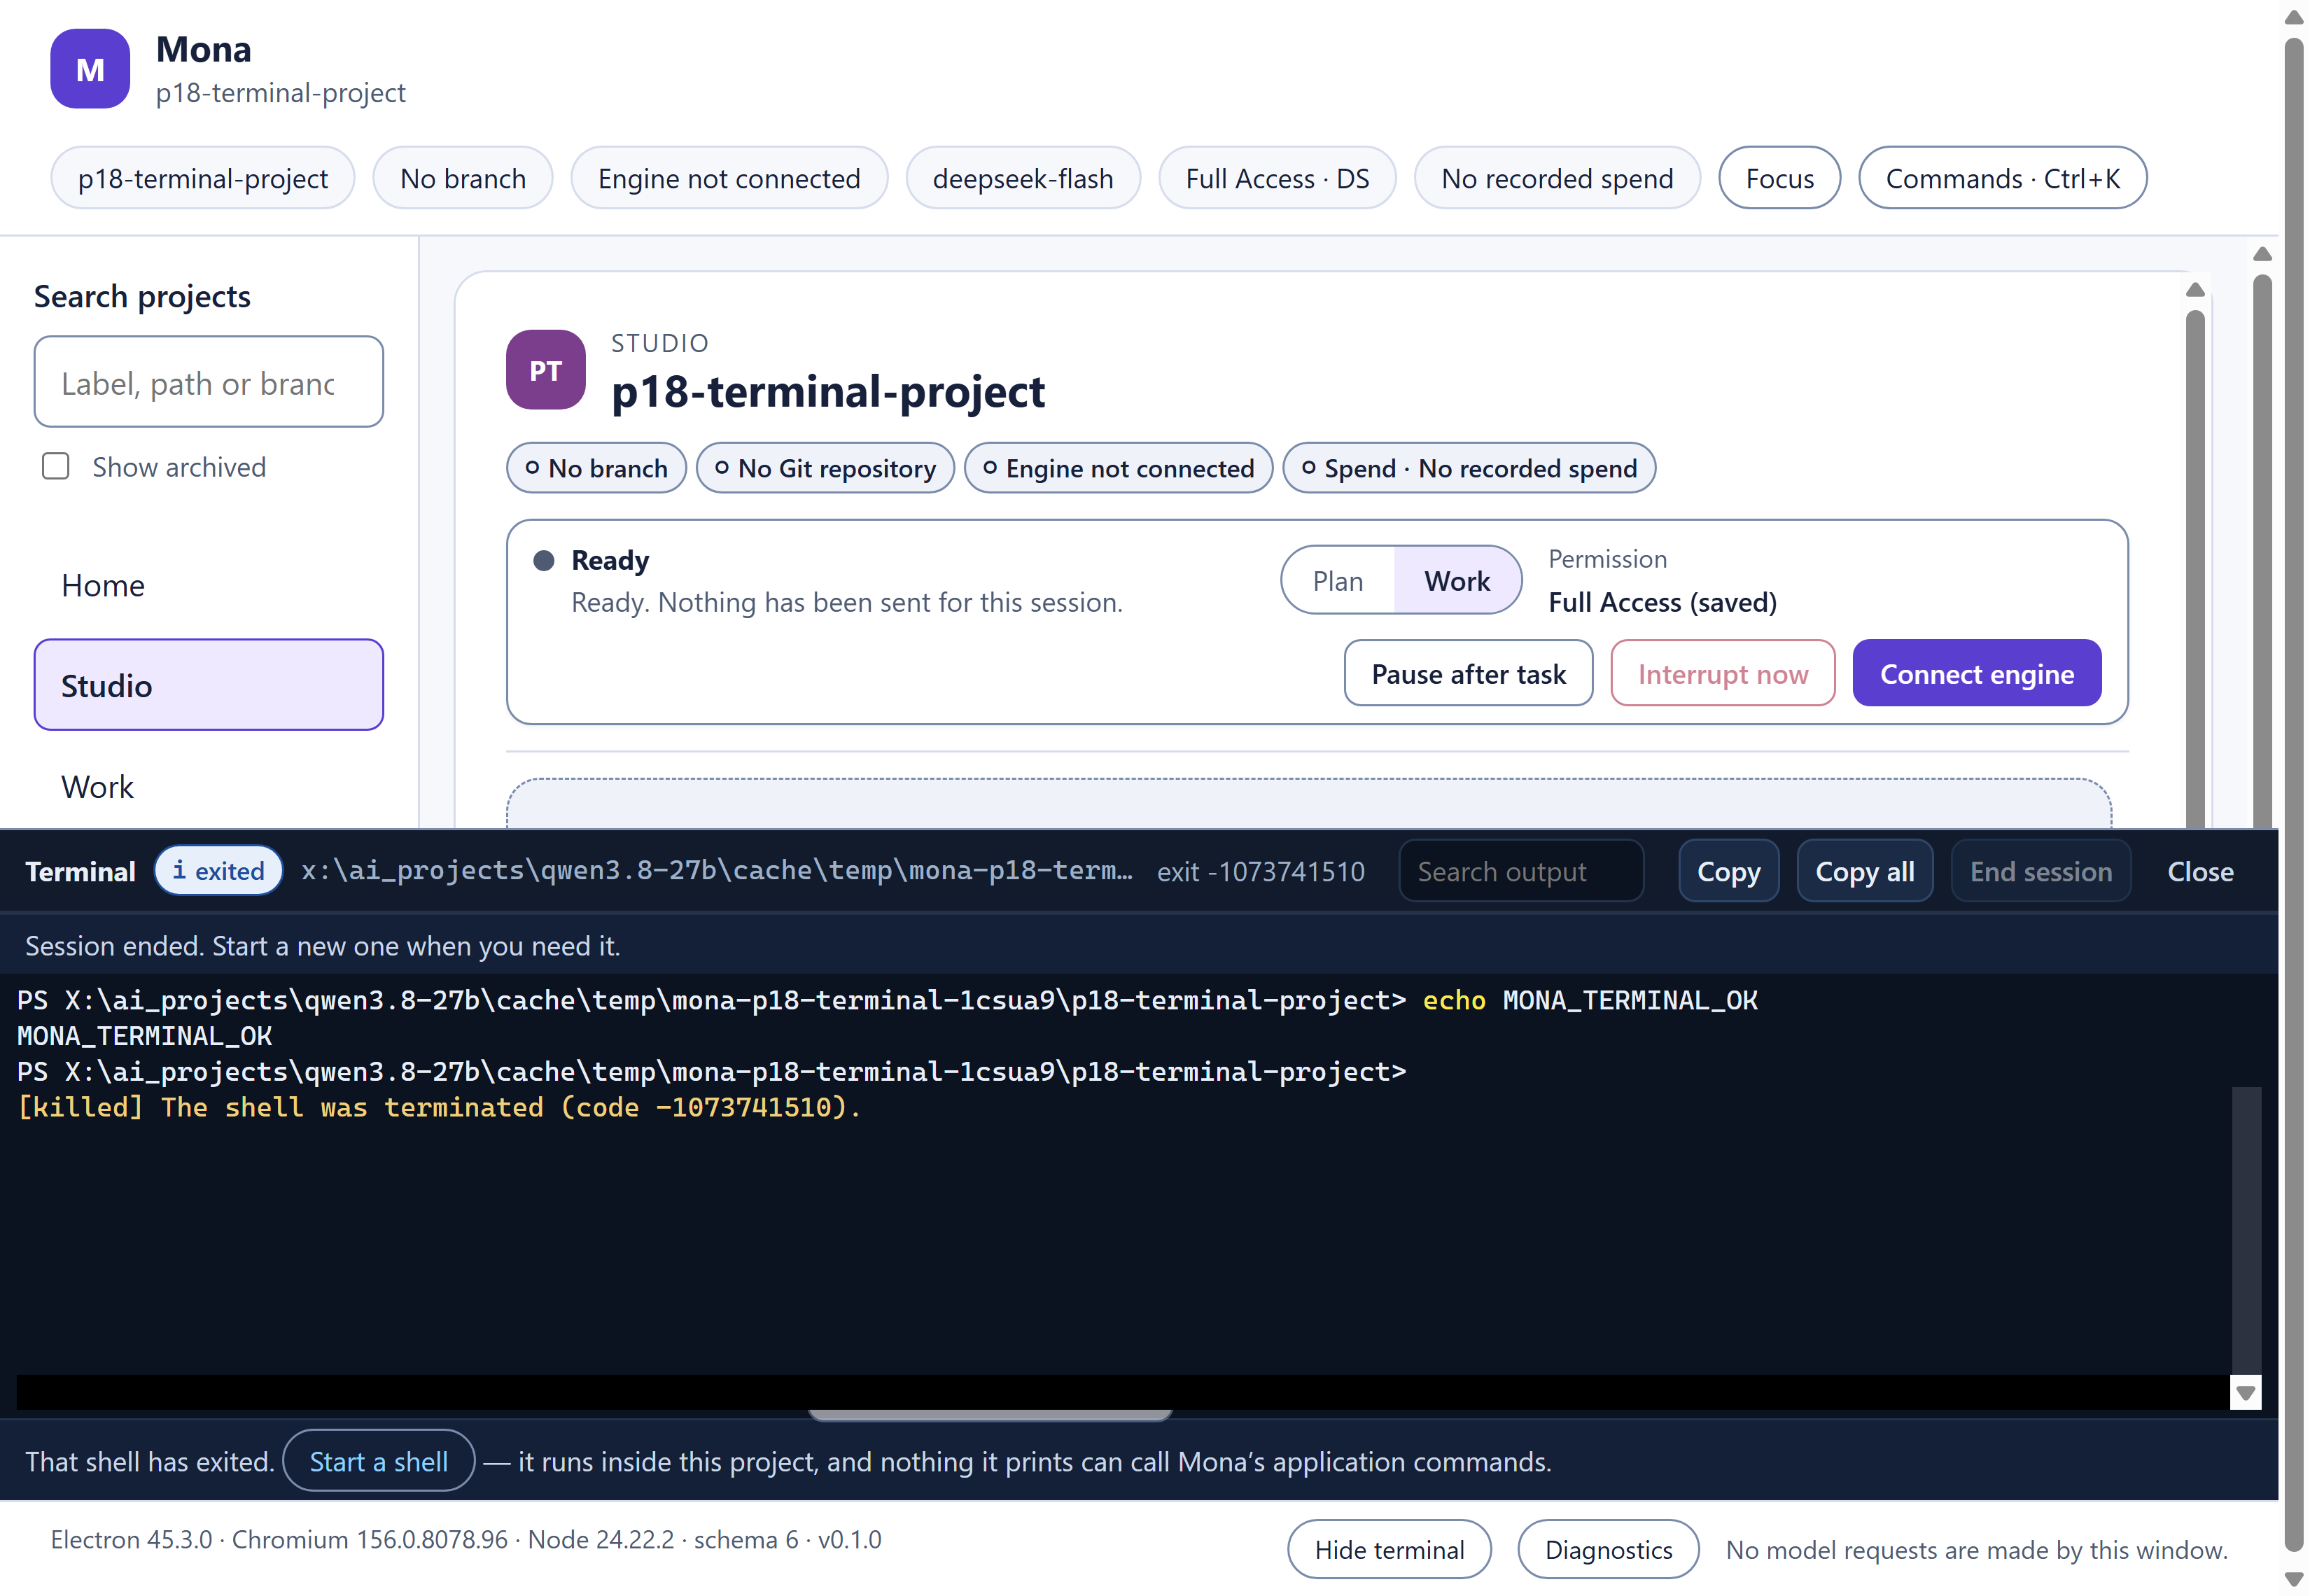 M
Mona
p18-terminal-project
p18-terminal-project
No branch
Engine not connected
deepseek-flash
Full Access · DS
No recorded spend
Focus
Commands · Ctrl+K
Search projects
Label, path or branc
Show archived
Home
Studio
Work
PT
STUDIO
p18-terminal-project
No branch
No Git repository
Engine not connected
Spend · No recorded spend
Ready
Ready. Nothing has been sent for this session.
Plan
Work
Permission
Full Access (saved)
Pause after task
Interrupt now
Connect engine
Terminal
i exited
x:\ai_projects\qwen3.8-27b\cache\temp\mona-p18-term…
exit -1073741510
Search output
Copy
Copy all
End session
Close
Session ended. Start a new one when you need it.
PS X:\ai_projects\qwen3.8-27b\cache\temp\mona-p18-terminal-1csua9\p18-terminal-project> echo MONA_TERMINAL_OK
MONA_TERMINAL_OK
PS X:\ai_projects\qwen3.8-27b\cache\temp\mona-p18-terminal-1csua9\p18-terminal-project>
[killed] The shell was terminated (code -1073741510).
That shell has exited. Start a shell — it runs inside this project, and nothing it prints can call Mona’s application commands.
Electron 45.3.0 · Chromium 156.0.8078.96 · Node 24.22.2 · schema 6 · v0.1.0
Hide terminal
Diagnostics
No model requests are made by this window.